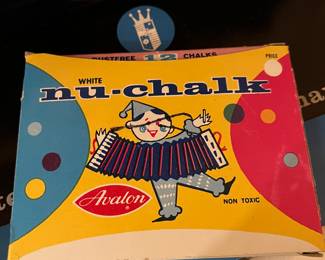 DUSTFREE 12 CHALKS
WHITE
PRICE
nu-chalk
Avalon
NON TOXIC